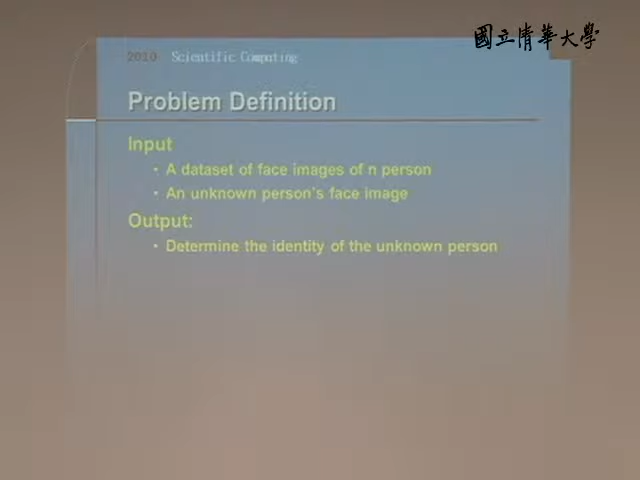 國立清華大學
2010 Scientific Computing
Problem Definition
Input
• A dataset of face images of n person
• An unknown person's face image
Output:
• Determine the identity of the unknown person